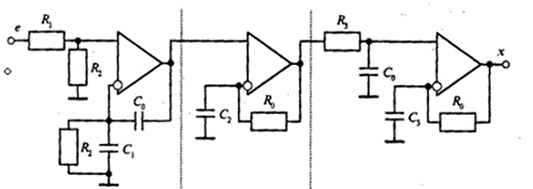 e R₁ R₃ x
R₂ C₀
C₀ R₀ R₀
R₂ C₁ C₂ C₃